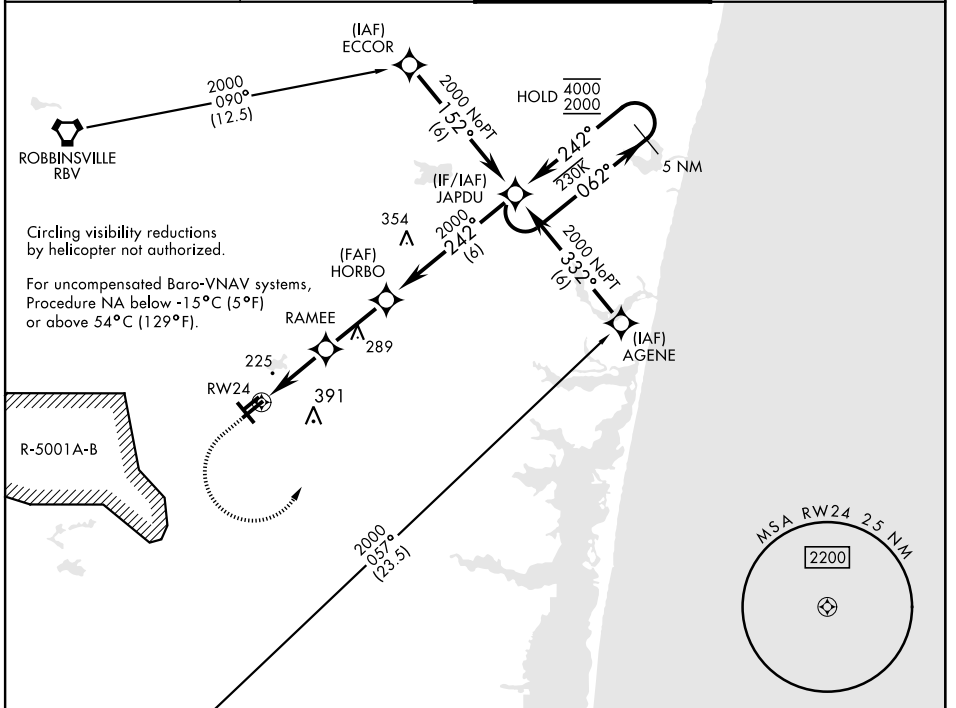 (IAF)
ECCOR
2000
090°
(12.5)
ROBBINSVILLE
RBV
2000 NoPT
152°
(6)
HOLD 4000
2000
242°
230K
062°
5 NM
(IF/IAF)
JAPDU
Circling visibility reductions
by helicopter not authorized.
For uncompensated Baro-VNAV systems,
Procedure NA below -15°C (5°F)
or above 54°C (129°F).
354
2000
242°
(6)
(FAF)
HORBO
2000 NoPT
332°
(6)
RAMEE
289
(IAF)
AGENE
225
RW24
391
R-5001A-B
2000
057°
(23.5)
MSA RW24 25 NM
2200